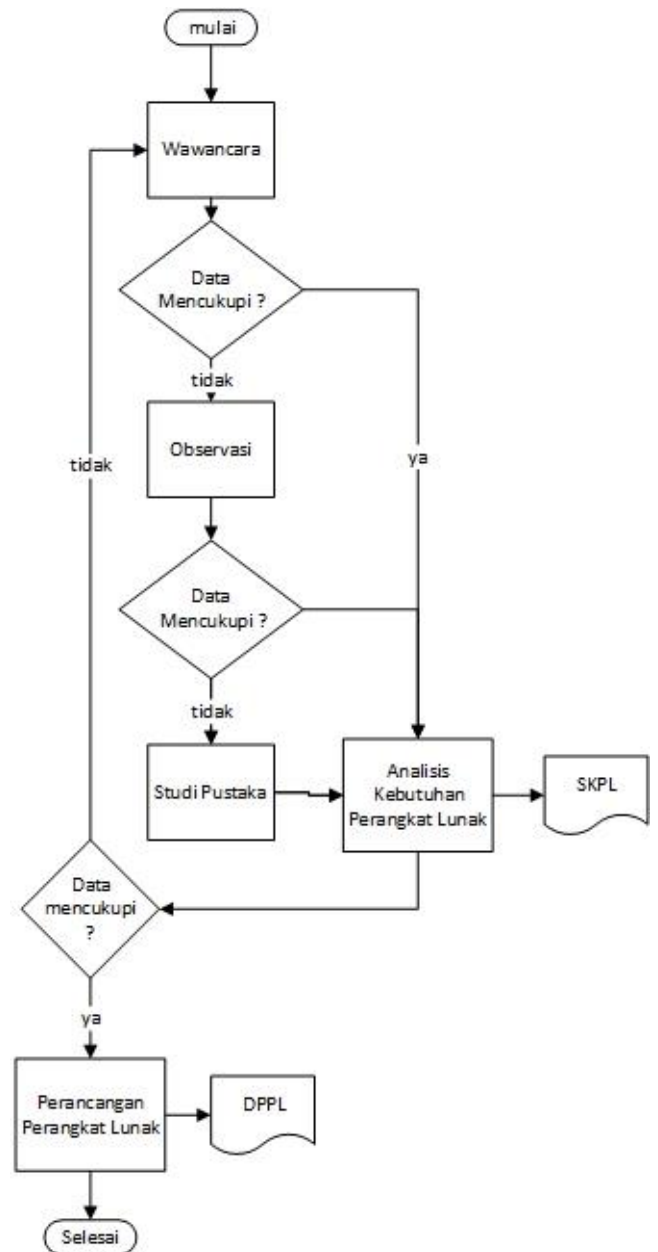 mulai
Wawancara
Data
Mencukupi ?
tidak
Observasi
tidak
ya
Data
Mencukupi ?
tidak
Studi Pustaka
Analisis
Kebutuhan
Perangkat Lunak
SKPL
Data
mencukupi
?
ya
Perancangan
Perangkat Lunak
DPPL
Selesai